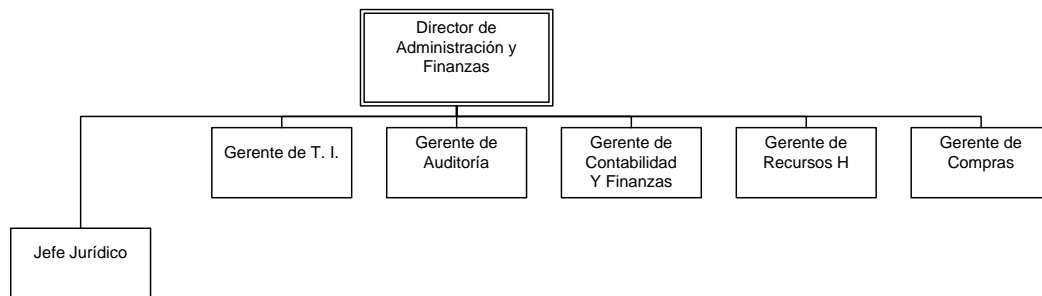 Director de
Administración y
Finanzas
Gerente de T. I.
Gerente de
Auditoría
Gerente de
Contabilidad
Y Finanzas
Gerente de
Recursos H
Gerente de
Compras
Jefe Jurídico